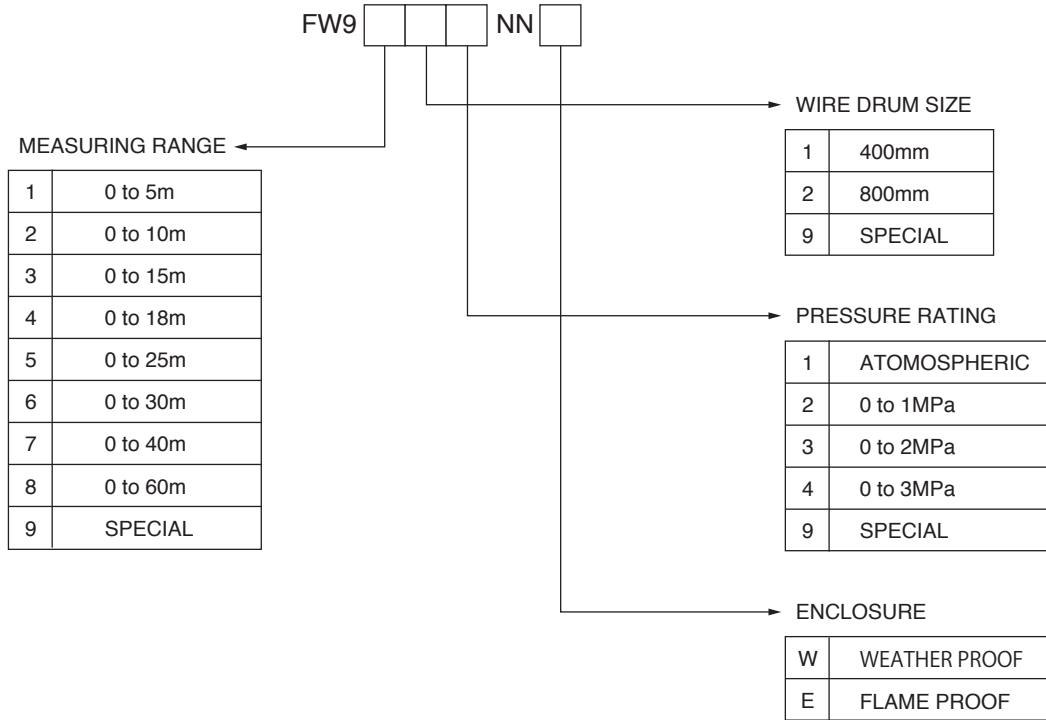 FW9 NN
MEASURING RANGE
1 0 to 5m
2 0 to 10m
3 0 to 15m
4 0 to 18m
5 0 to 25m
6 0 to 30m
7 0 to 40m
8 0 to 60m
9 SPECIAL
WIRE DRUM SIZE
1 400mm
2 800mm
9 SPECIAL
PRESSURE RATING
1 ATOMOSPHERIC
2 0 to 1MPa
3 0 to 2MPa
4 0 to 3MPa
9 SPECIAL
ENCLOSURE
W WEATHER PROOF
E FLAME PROOF